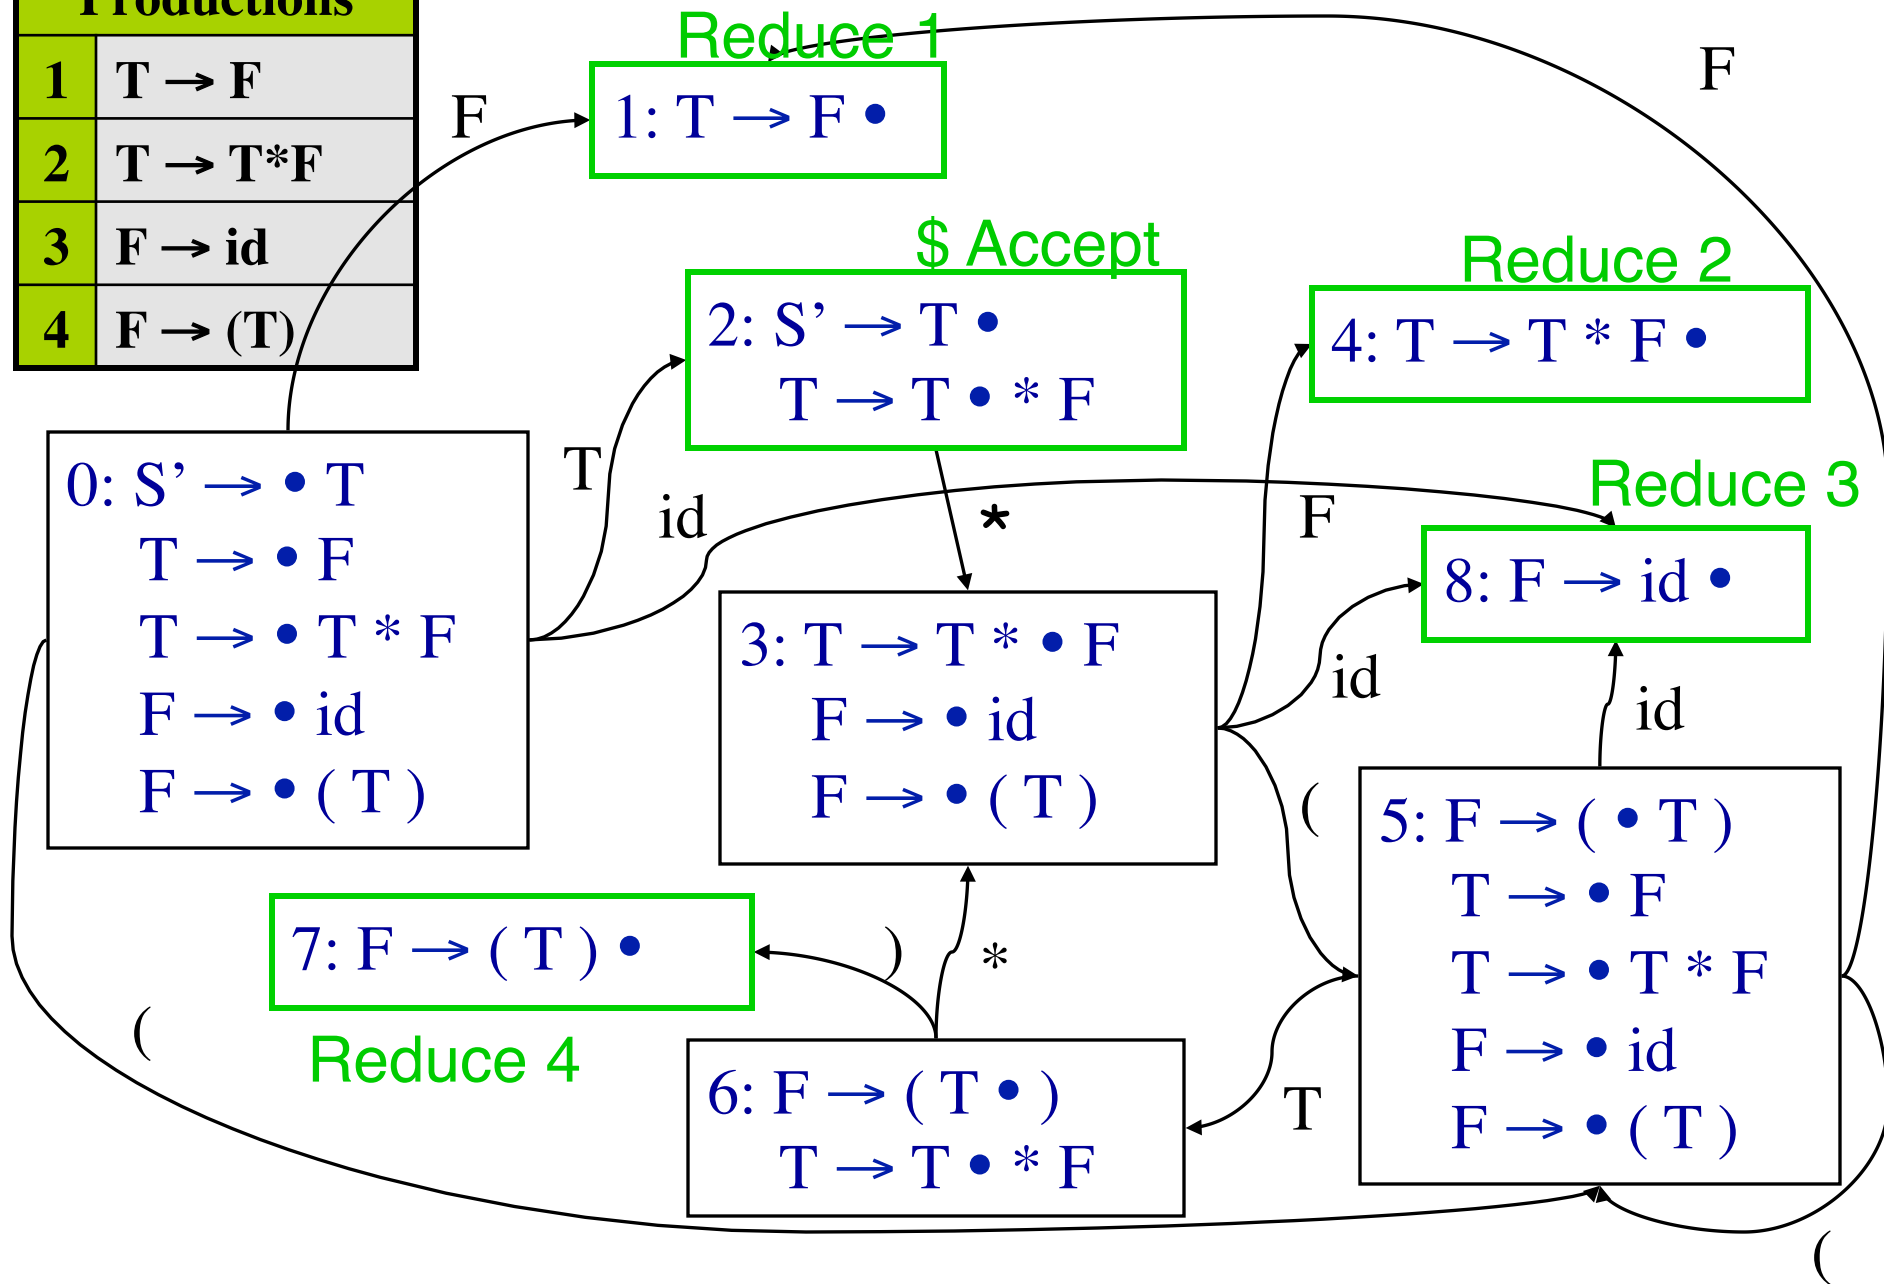 Productions
1 T → F
2 T → T*F
3 F → id
4 F → (T)
Reduce 1
F
F
1: T → F •
$ Accept
2: S’ → T •
T → T • * F
Reduce 2
4: T → T * F •
0: S’ → • T
T → • F
T → • T * F
F → • id
F → • ( T )
T
id
*
F
Reduce 3
8: F → id •
3: T → T * • F
F → • id
F → • ( T )
id
id
(
5: F → ( • T )
T → • F
T → • T * F
F → • id
F → • ( T )
7: F → ( T ) •
)
*
Reduce 4
(
6: F → ( T • )
T → T • * F
T
(